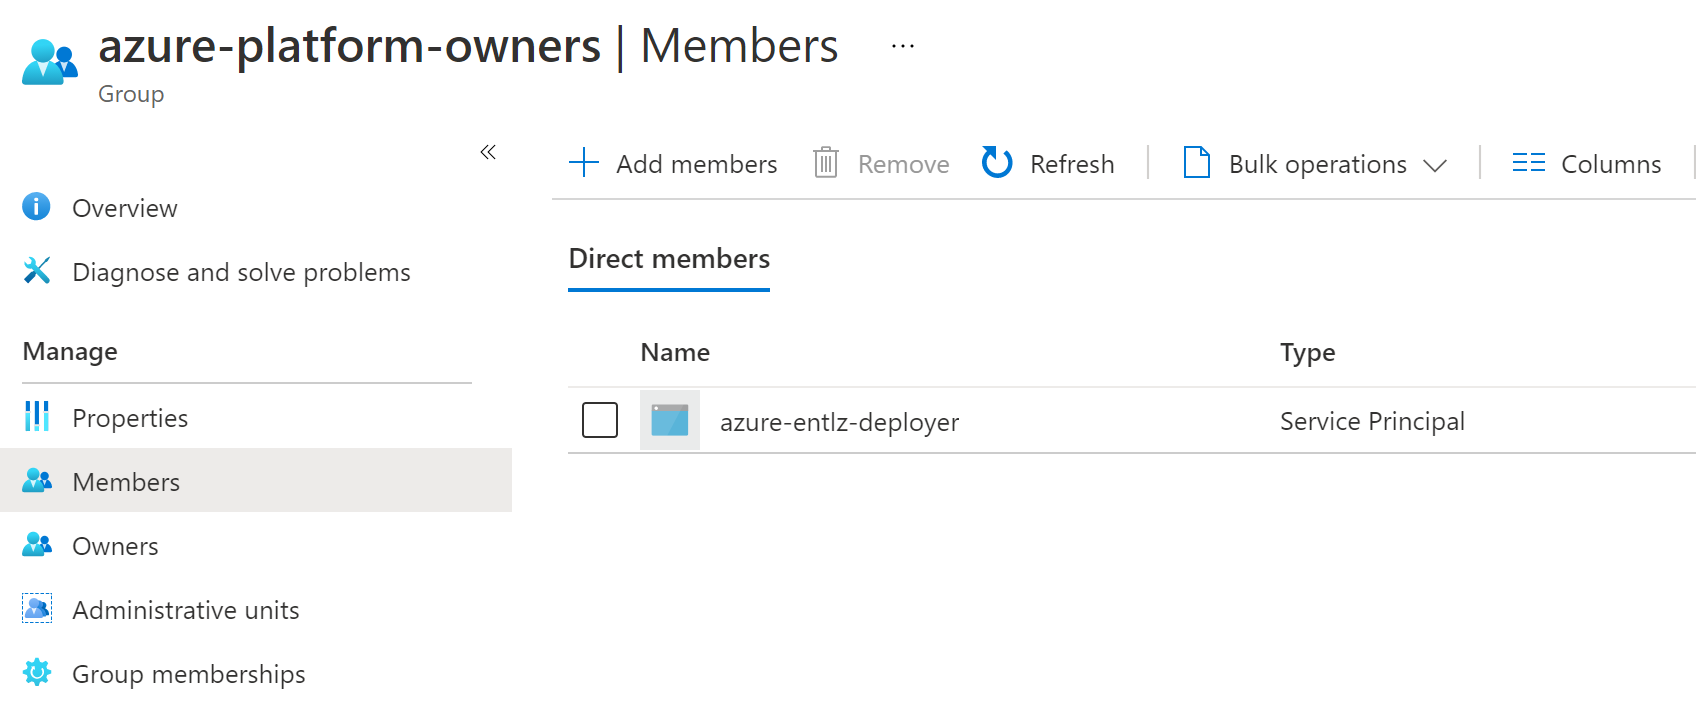 azure-platform-owners | Members ...
Group
«
Add members Remove Refresh Bulk operations Columns
Overview
Diagnose and solve problems
Manage
Properties
Members
Owners
Administrative units
Group memberships
Direct members
Name Type
azure-entlz-deployer Service Principal